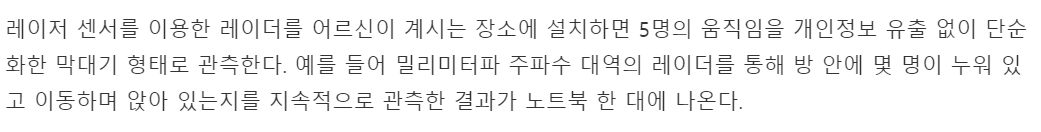 레이저 센서를 이용한 레이더를 어르신이 계시는 장소에 설치하면 5명의 움직임을 개인정보 유출 없이 단순
화한 막대기 형태로 관측한다. 예를 들어 밀리미터파 주파수 대역의 레이더를 통해 방 안에 몇 명이 누워 있
고 이동하며 앉아 있는지를 지속적으로 관측한 결과가 노트북 한 대에 나온다.